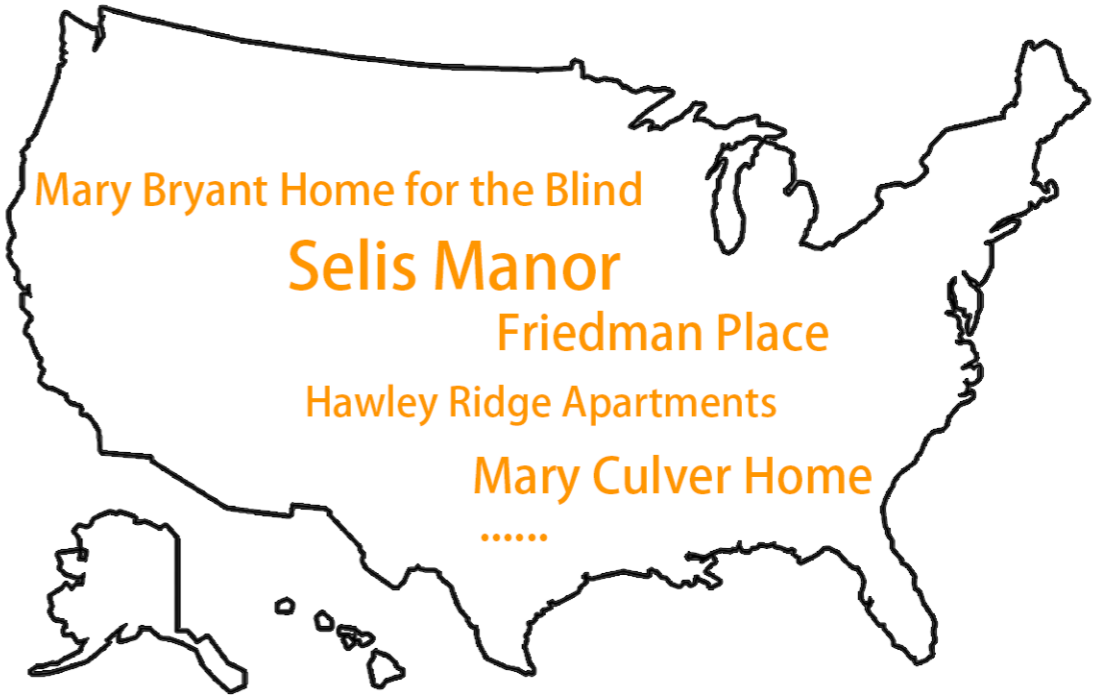 Mary Bryant Home for the Blind
Selis Manor
Friedman Place
Hawley Ridge Apartments
Mary Culver Home
......